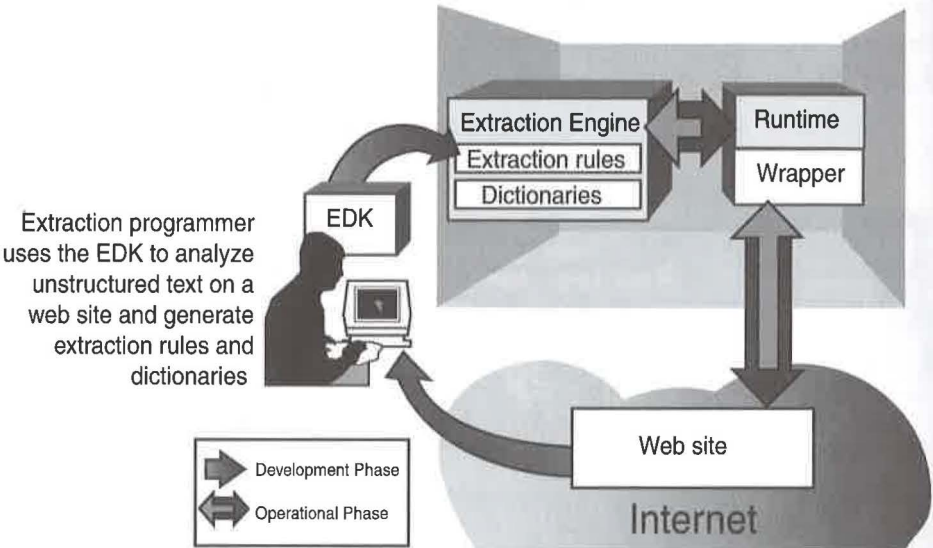 Extraction Engine
Extraction rules
Dictionaries
Runtime
Wrapper
EDK
Extraction programmer
uses the EDK to analyze
unstructured text on a
web site and generate
extraction rules and
dictionaries
Web site
Internet
Development Phase
Operational Phase